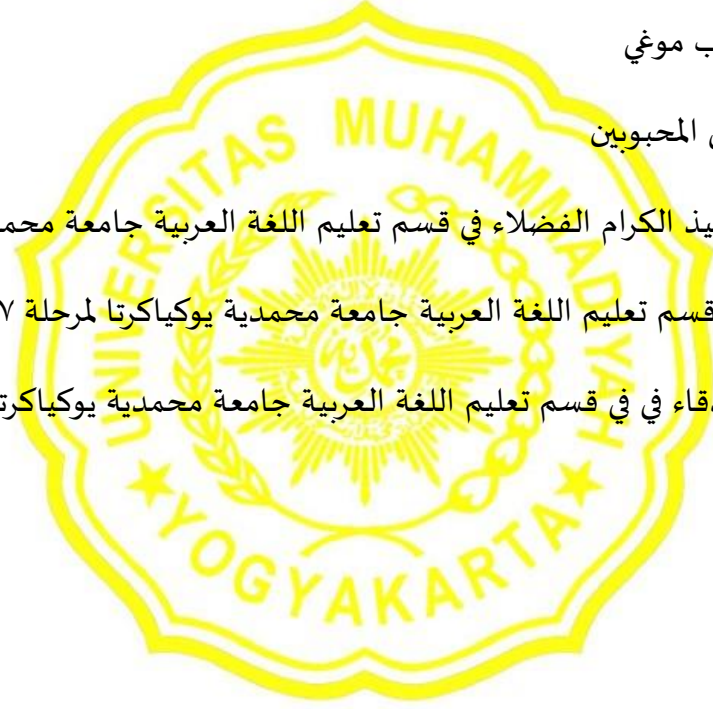 ب موغي
المحبوبين
يذ الكرام الفضلاء في قسم تعليم اللغة العربية جامعة محمد
قسم تعليم اللغة العربية جامعة محمدية يوكياكرتا لمرحلة ٧
قاء في في قسم تعليم اللغة العربية جامعة محمدية يوكياكرت
UNIVERSITAS MUHAMMADIYAH
YOGYAKARTA